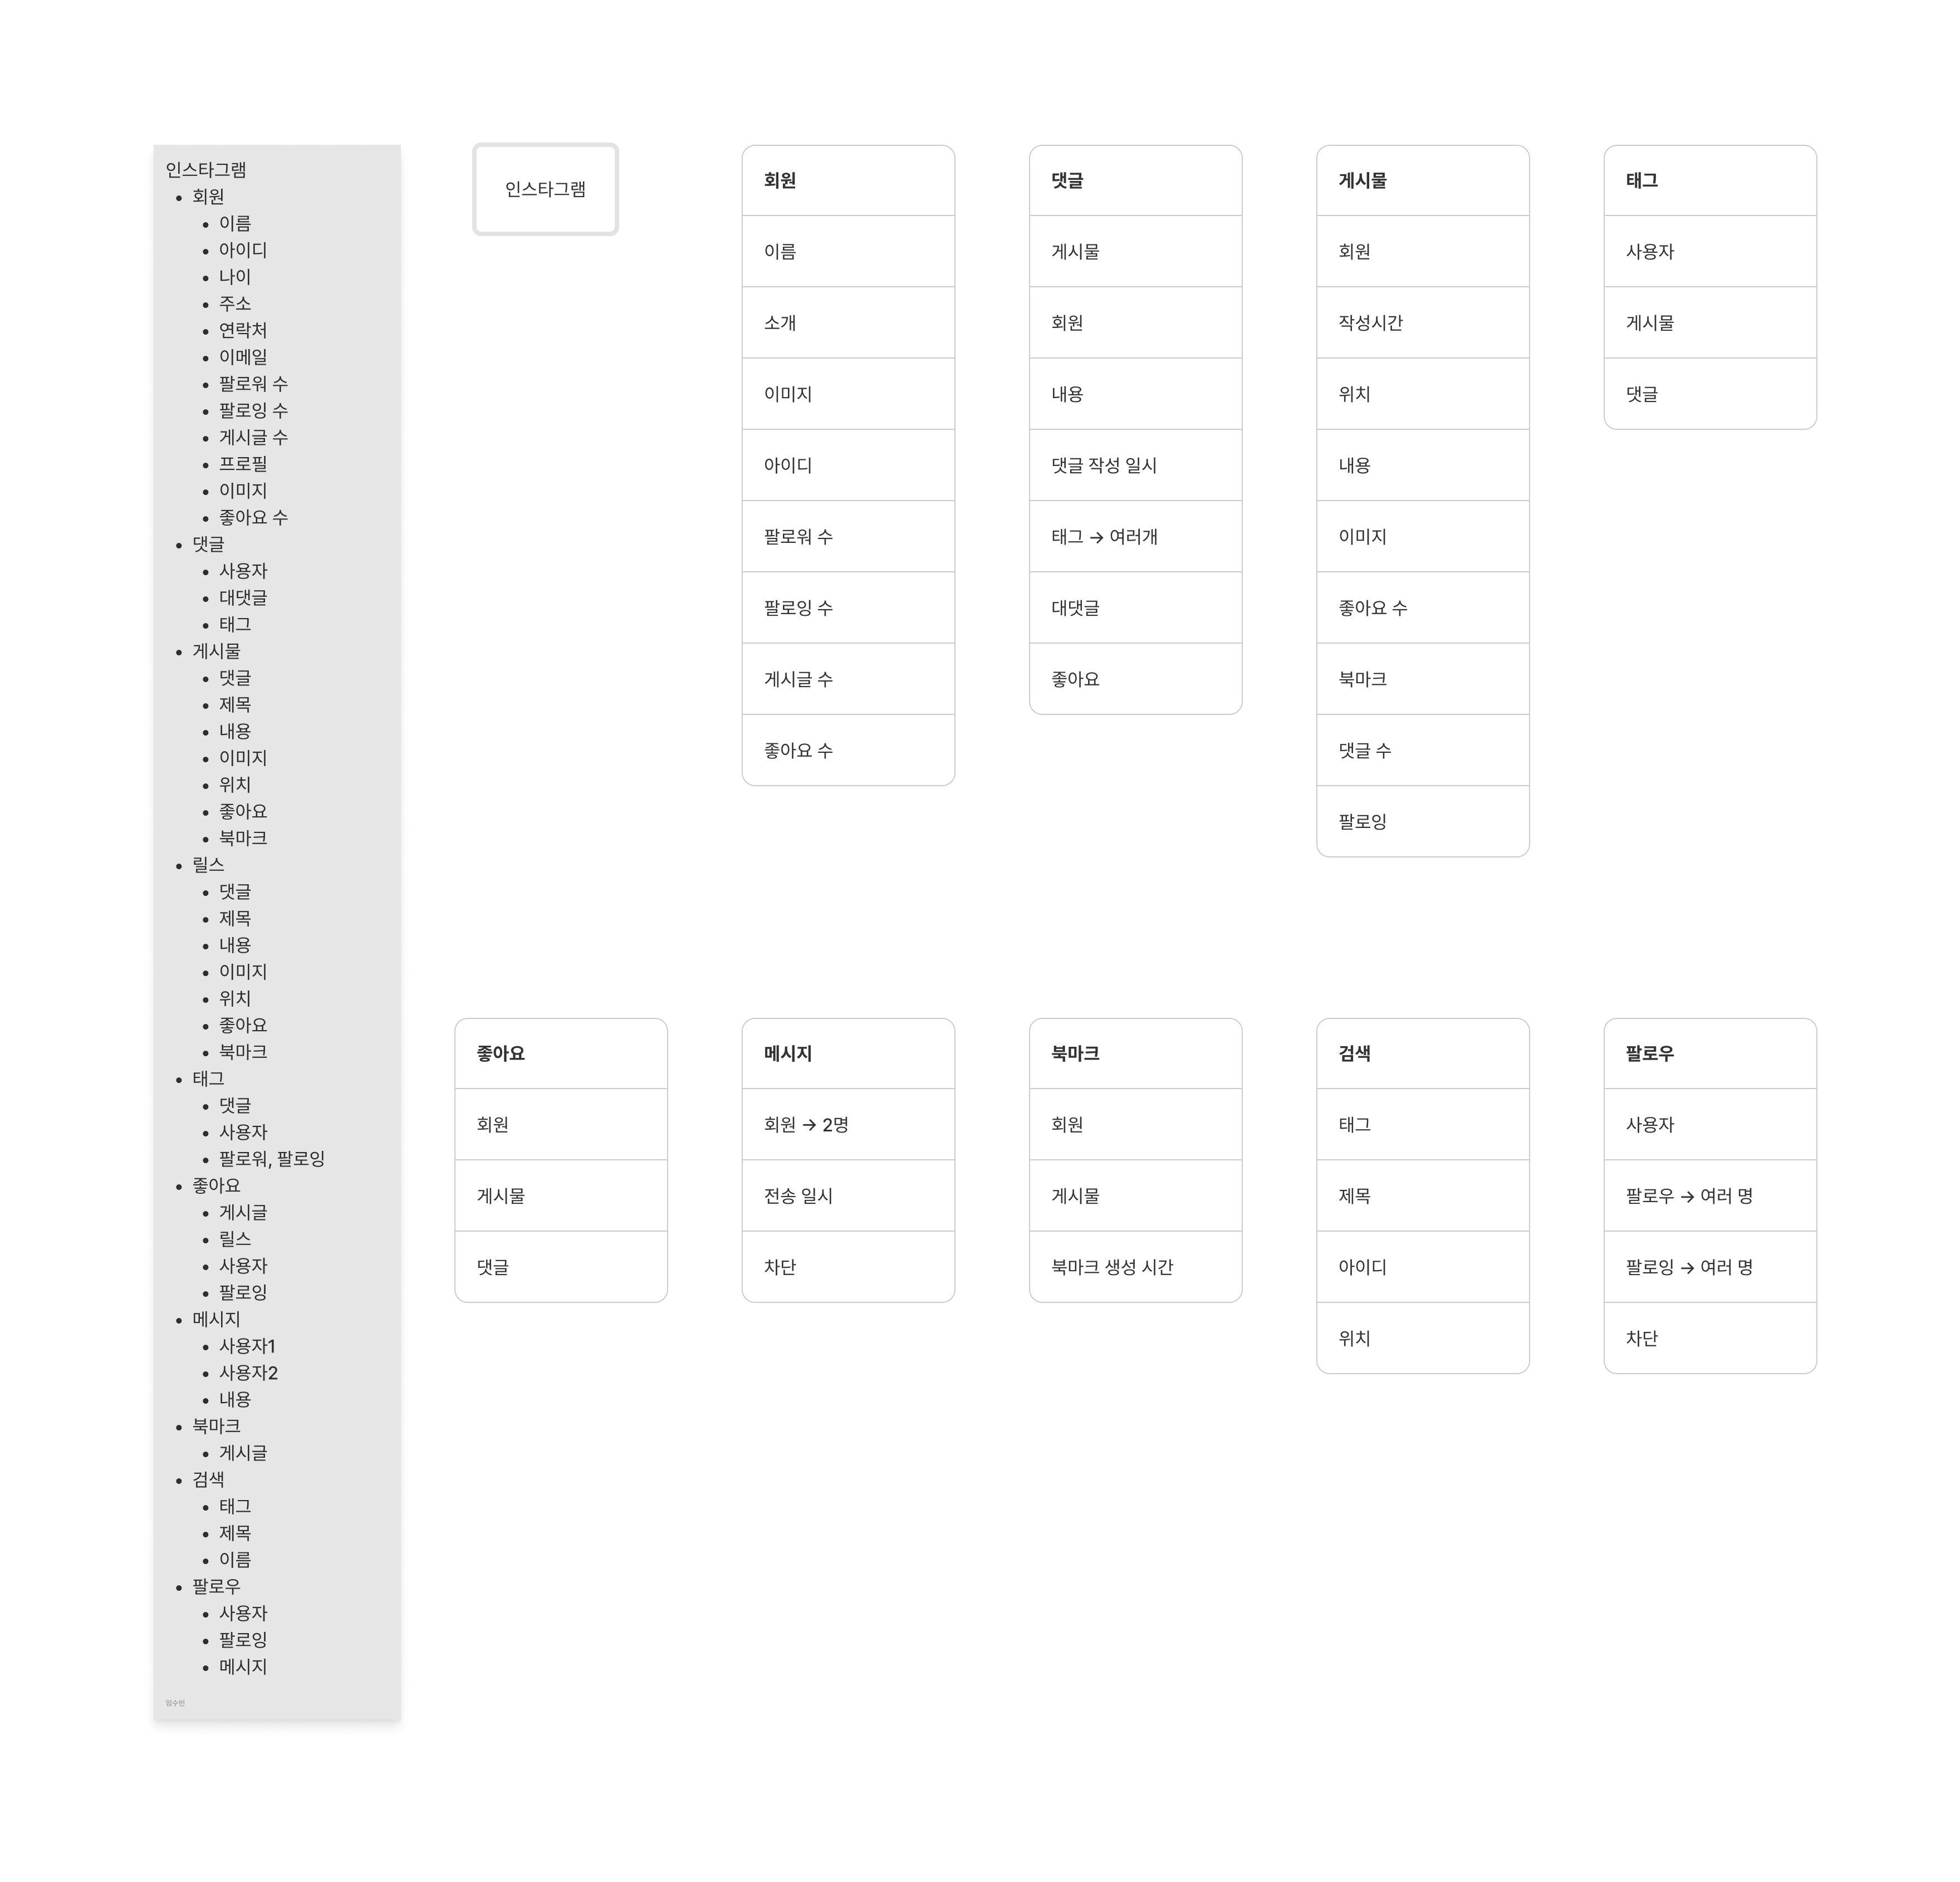 인스타그램
회원
이름
아이디
나이
주소
연락처
이메일
팔로워 수
팔로잉 수
게시글 수
프로필
이미지
좋아요 수
댓글
사용자
대댓글
태그
게시물
댓글
제목
내용
이미지
위치
좋아요
북마크
릴스
댓글
제목
내용
이미지
위치
좋아요
북마크
태그
댓글
사용자
팔로워, 팔로잉
좋아요
게시글
릴스
사용자
팔로잉
메시지
사용자1
사용자2
내용
북마크
게시글
검색
태그
제목
이름
팔로우
사용자
팔로잉
메시지
인스타그램
회원
이름
소개
이미지
아이디
팔로워 수
팔로잉 수
게시글 수
좋아요 수
댓글
게시물
회원
내용
댓글 작성 일시
태그 → 여러개
대댓글
좋아요
게시물
회원
작성시간
위치
내용
이미지
좋아요 수
북마크
댓글 수
팔로잉
태그
사용자
게시물
댓글
좋아요
회원
게시물
댓글
메시지
회원 → 2명
전송 일시
차단
북마크
회원
게시물
북마크 생성 시간
검색
태그
제목
아이디
위치
팔로우
사용자
팔로우 → 여러 명
팔로잉 → 여러 명
차단